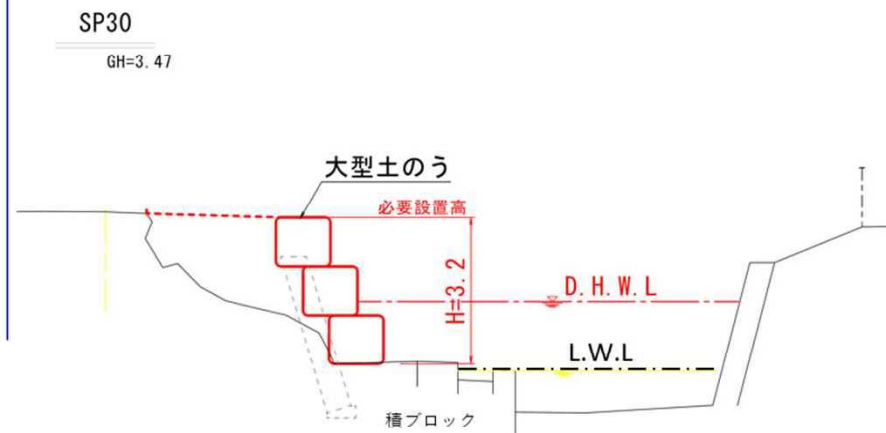 SP30
GH=3.47
大型土のう
必要設置高
H=3.2
D.H.W.L
L.W.L
積ブロック